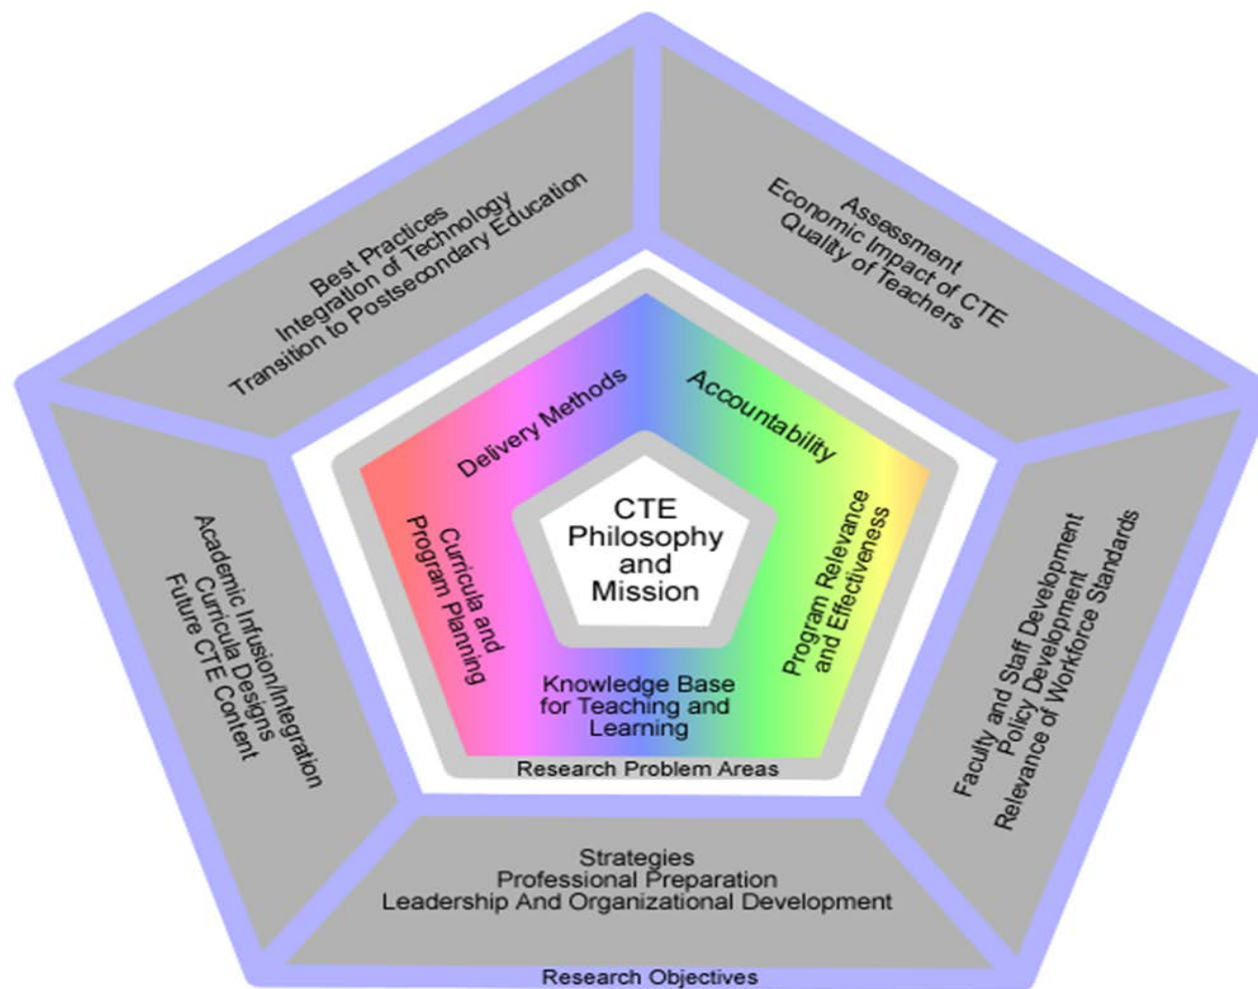 Best Practices
Integration of Technology
Transition to Postsecondary Education
Assessment
Economic Impact of CTE
Quality of Teachers
Delivery Methods
Accountability
CTE
Philosophy
and
Mission
Curricula and
Program Planning
Program Relevance
and Effectiveness
Knowledge Base
for Teaching and
Learning
Research Problem Areas
Academic Infusion/Integration
Curricula Designs
Future CTE Content
Faculty and Staff Development
Policy Development
Relevance of Workforce Standards
Strategies
Professional Preparation
Leadership And Organizational Development
Research Objectives